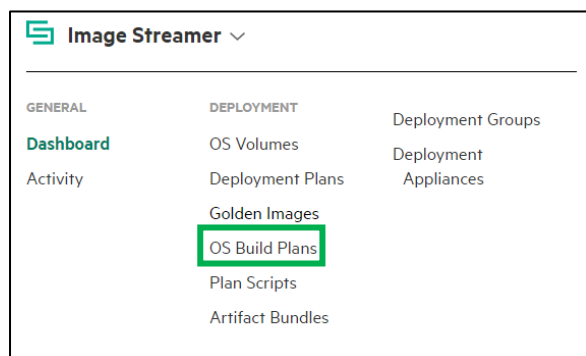 Image Streamer
GENERAL
Dashboard
Activity
DEPLOYMENT
OS Volumes
Deployment Plans
Golden Images
OS Build Plans
Plan Scripts
Artifact Bundles
Deployment Groups
Deployment
Appliances